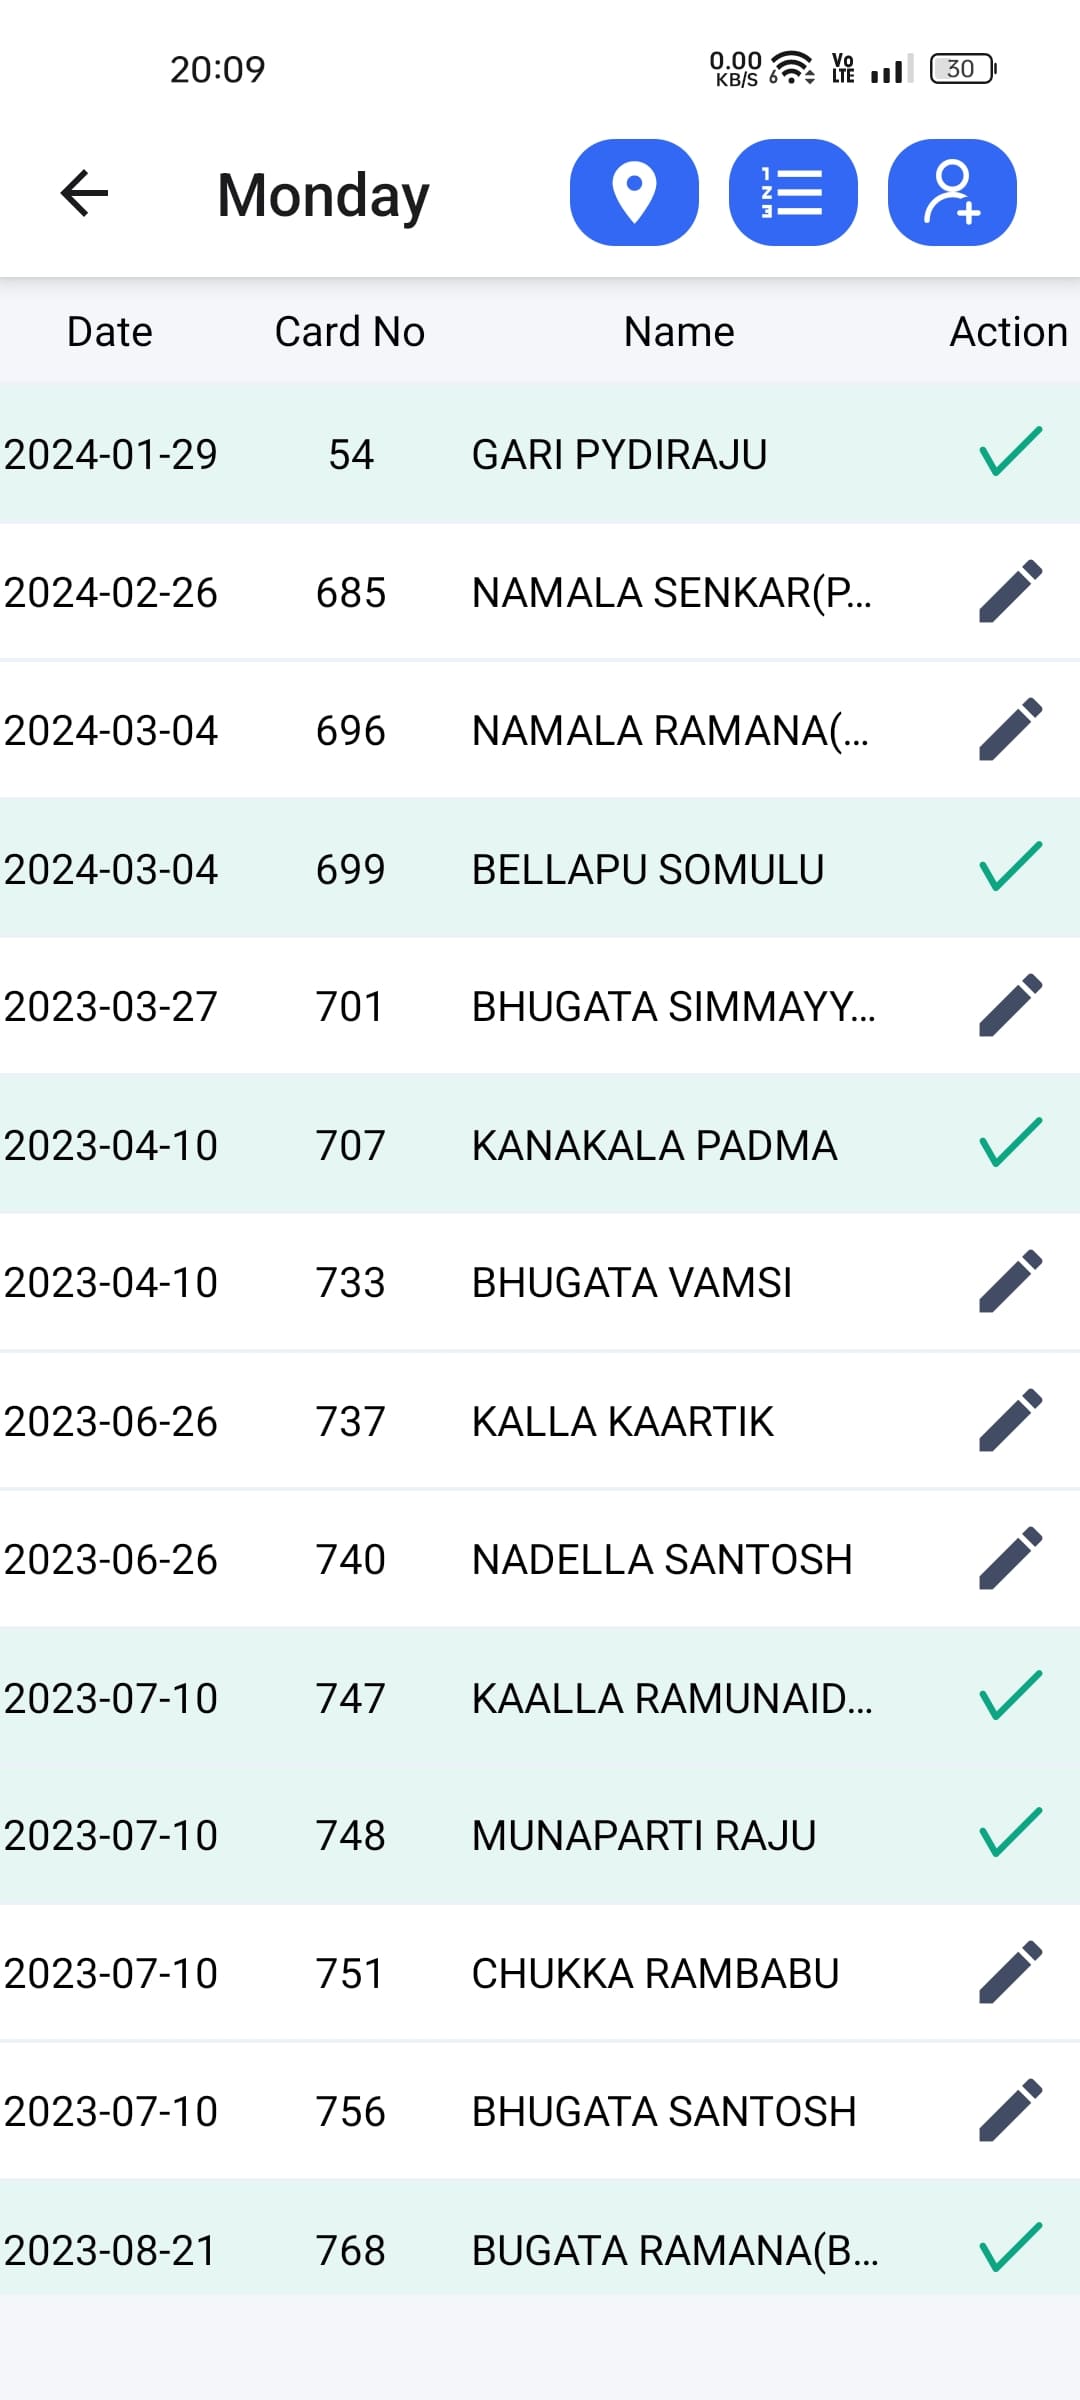 20:09 0.00 KB/S 6 Vo LTE 30
Monday
Date Card No Name Action
2024-01-29 54 GARI PYDIRAJU
2024-02-26 685 NAMALA SENKAR(P...
2024-03-04 696 NAMALA RAMANA(...
2024-03-04 699 BELLAPU SOMULU
2023-03-27 701 BHUGATA SIMMAYY...
2023-04-10 707 KANAKALA PADMA
2023-04-10 733 BHUGATA VAMSI
2023-06-26 737 KALLA KAARTIK
2023-06-26 740 NADELLA SANTOSH
2023-07-10 747 KAALLA RAMUNAID...
2023-07-10 748 MUNAPARTI RAJU
2023-07-10 751 CHUKKA RAMBABU
2023-07-10 756 BHUGATA SANTOSH
2023-08-21 768 BUGATA RAMANA(B...